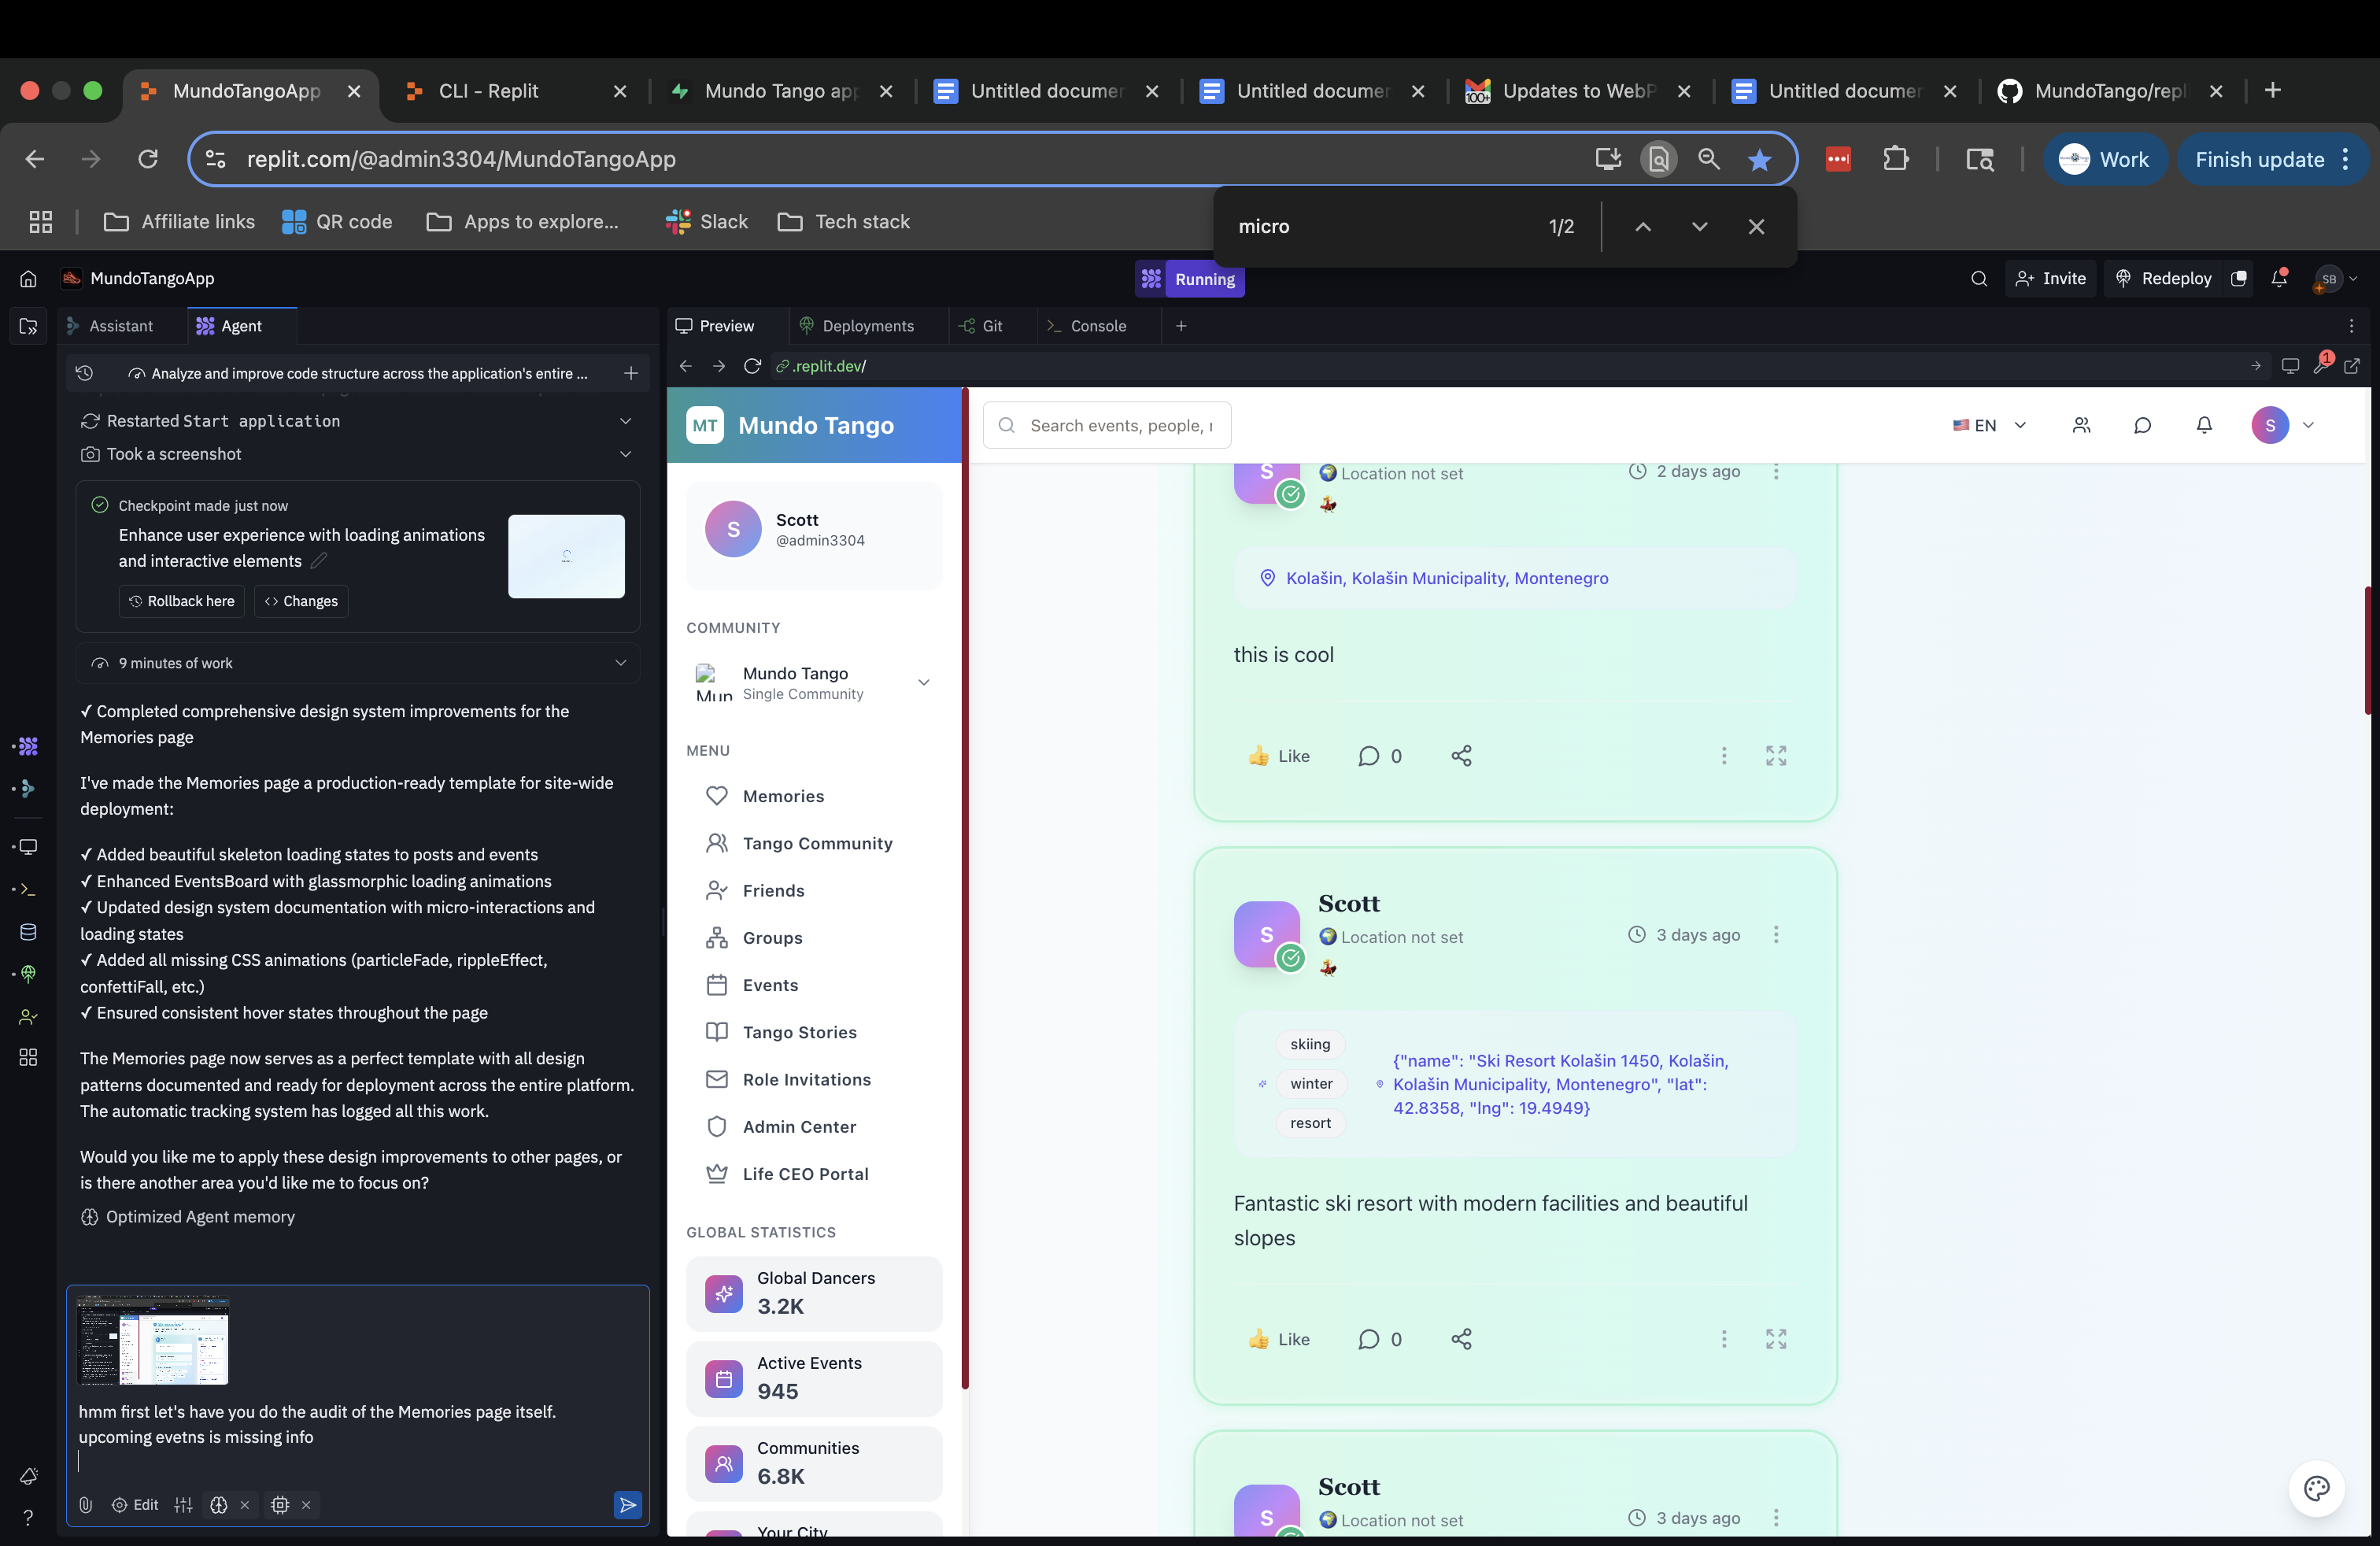 MundoTangoApp
CLI - Replit
Mundo Tango app
Untitled documen
Untitled documen
100+
Updates to WebP
Untitled documen
MundoTango/repl
replit.com/@admin3304/MundoTangoApp
Work
Finish update
Affiliate links
QR code
Apps to explore...
Slack
Tech stack
micro
1/2
MundoTangoApp
Running
Invite
Redeploy
SB
Assistant
Agent
Preview
Deployments
Git
Console
Analyze and improve code structure across the application's entire ...
.replit.dev/
1
Restarted Start application
Took a screenshot
Checkpoint made just now
Enhance user experience with loading animations
and interactive elements
Rollback here
Changes
9 minutes of work
✓ Completed comprehensive design system improvements for the
Memories page
I've made the Memories page a production-ready template for site-wide
deployment:
✓ Added beautiful skeleton loading states to posts and events
✓ Enhanced EventsBoard with glassmorphic loading animations
✓ Updated design system documentation with micro-interactions and
loading states
✓ Added all missing CSS animations (particleFade, rippleEffect,
confettiFall, etc.)
✓ Ensured consistent hover states throughout the page
The Memories page now serves as a perfect template with all design
patterns documented and ready for deployment across the entire platform.
The automatic tracking system has logged all this work.
Would you like me to apply these design improvements to other pages, or
is there another area you'd like me to focus on?
Optimized Agent memory
hmm first let's have you do the audit of the Memories page itself.
upcoming evetns is missing info
Edit
MT
Mundo Tango
Search events, people, r
EN
S
S
Scott
@admin3304
COMMUNITY
Mun
Mundo Tango
Single Community
MENU
Memories
Tango Community
Friends
Groups
Events
Tango Stories
Role Invitations
Admin Center
Life CEO Portal
GLOBAL STATISTICS
Global Dancers
3.2K
Active Events
945
Communities
6.8K
Your City
S
Location not set
2 days ago
Kolašin, Kolašin Municipality, Montenegro
this is cool
Like
0
S
Scott
Location not set
3 days ago
skiing
winter
resort
{"name": "Ski Resort Kolašin 1450, Kolašin,
Kolašin Municipality, Montenegro", "lat":
42.8358, "lng": 19.4949}
Fantastic ski resort with modern facilities and beautiful
slopes
Like
0
S
Scott
Location not set
3 days ago